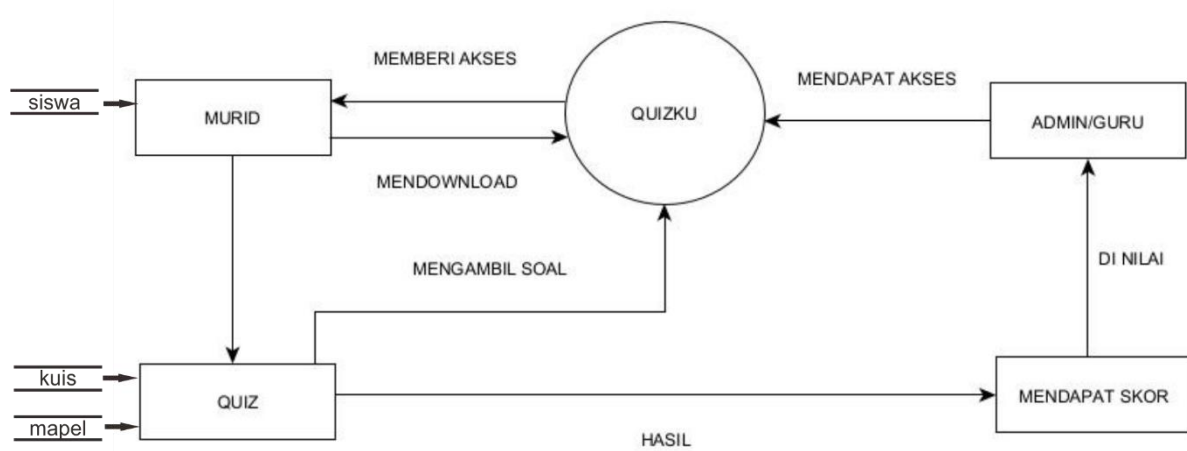 MEMBERI AKSES
MENDAPAT AKSES
siswa
MURID
QUIZKU
ADMIN/GURU
MENDOWNLOAD
MENGAMBIL SOAL
DI NILAI
kuis
QUIZ
MENDAPAT SKOR
mapel
HASIL